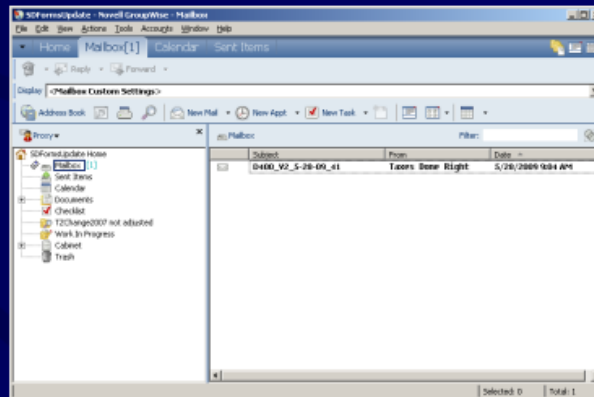 SDFormsUpdate - Novell GroupWise - Mailbox
File Edit View Actions Tools Accounts Window Help
Home Mailbox[1] Calendar Sent Items
Reply Forward
Display <Mailbox Custom Settings>
Address Book New Mail New Appt New Task
Proxy Mailbox Filter:
SDFormsUpdate Home
Mailbox [1]
Sent Items
Calendar
Documents
Checklist
TZChange2007 not adjusted
Work In Progress
Cabinet
Trash
Subject From Date
D400_V2_5-28-09_41 Taxes Done Right 5/28/2009 9:04 AM
Selected: 0 Total: 1